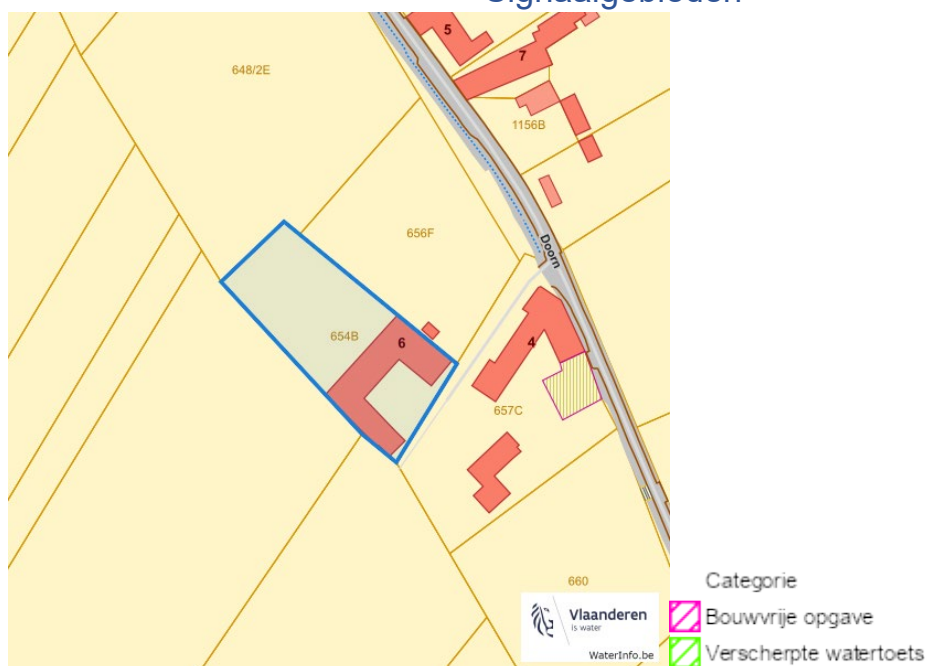 Signaalgebieden
5
7
648/2E
1156B
656F
Doorn
654B
6
4
657C
660
Vlaanderen
is water
WaterInfo.be
Categorie
Bouwvrije opgave
Verscherpte watertoets